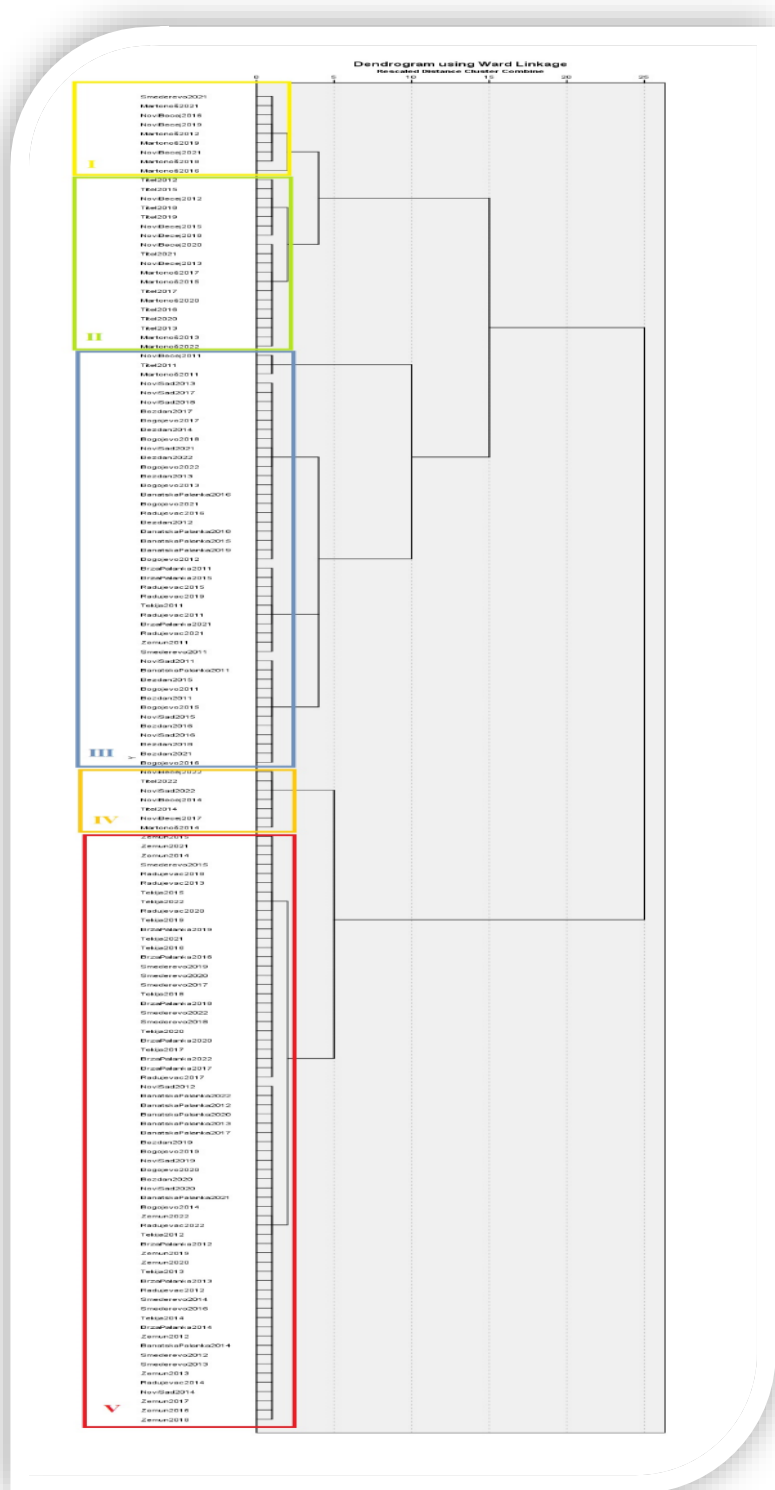 Dendrogram using Ward Linkage
Rescaled Distance Cluster Combine
0 5 10 15 20 25
Smederevo2021
Martonoš2021
NoviBecej2016
NoviBecej2019
Martonoš2012
Martonoš2019
NoviBecej2021
Martonoš2018
Martonoš2016
I
Titel2012
Titel2015
NoviBecej2012
Titel2018
Titel2019
NoviBecej2015
NoviBecej2018
NoviBecej2020
Titel2021
NoviBecej2013
Martonoš2017
Martonoš2015
Titel2017
Martonoš2020
Titel2016
Titel2020
Titel2013
Martonoš2013
II
Martonoš2022
NoviBecej2011
Titel2011
Martonoš2011
NoviSad2013
NoviSad2017
NoviSad2018
Bezdan2017
Bogojevo2017
Bezdan2014
Bogojevo2018
NoviSad2021
Bezdan2022
Bogojevo2022
Bezdan2013
Bogojevo2013
BanatskaPalanka2016
Bogojevo2021
Radujevac2016
Bezdan2012
BanatskaPalanka2015
BanatskaPalanka2019
Bogojevo2012
BrzaPalanka2011
BrzaPalanka2015
Radujevac2015
Radujevac2019
Tekija2011
Radujevac2011
BrzaPalanka2021
Radujevac2021
Zemun2011
Smederevo2011
NoviSad2011
BanatskaPalanka2011
Bezdan2015
Bogojevo2011
Bezdan2011
Bogojevo2015
NoviSad2015
Bezdan2016
NoviSad2016
Bezdan2018
III
Y
Bezdan2021
Bogojevo2016
NoviBecej2022
Titel2022
NoviSad2022
NoviBecej2014
Titel2014
NoviBecej2017
IV
Martonoš2014
Zemun2021
Zemun2014
Smederevo2015
Radujevac2018
Radujevac2013
Tekija2015
Tekija2022
Radujevac2020
Tekija2019
BrzaPalanka2019
Tekija2021
Tekija2016
BrzaPalanka2016
Smederevo2019
Smederevo2020
Smederevo2017
Tekija2018
BrzaPalanka2018
Smederevo2022
Smederevo2018
Tekija2020
BrzaPalanka2020
Tekija2017
BrzaPalanka2022
BrzaPalanka2017
Radujevac2017
NoviSad2012
BanatskaPalanka2022
BanatskaPalanka2012
BanatskaPalanka2020
BanatskaPalanka2013
BanatskaPalanka2017
Bezdan2019
Bogojevo2019
NoviSad2019
Bogojevo2020
Bezdan2020
NoviSad2020
BanatskaPalanka2021
Bogojevo2014
Zemun2022
Radujevac2022
Tekija2012
BrzaPalanka2012
Zemun2020
Tekija2013
BrzaPalanka2013
Radujevac2012
Smederevo2014
Smederevo2016
Tekija2014
BrzaPalanka2014
Zemun2012
BanatskaPalanka2014
Smederevo2012
Smederevo2013
Zemun2013
Radujevac2014
NoviSad2014
Zemun2017
V
Zemun2016
Zemun2018